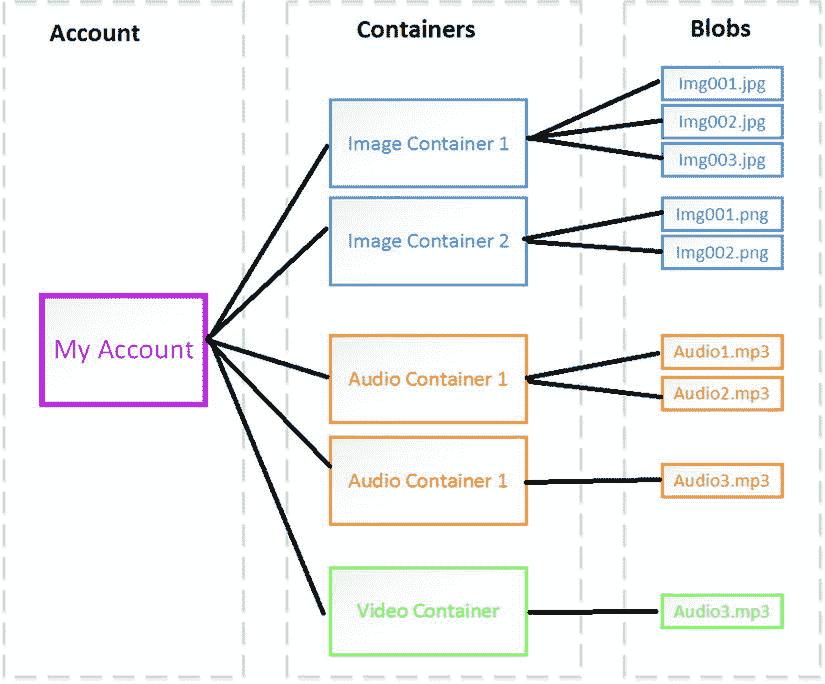 Account
Containers
Blobs
My Account
Image Container 1
Img001.jpg
Img002.jpg
Img003.jpg
Image Container 2
Img001.png
Img002.png
Audio Container 1
Audio1.mp3
Audio2.mp3
Audio Container 1
Audio3.mp3
Video Container
Audio3.mp3